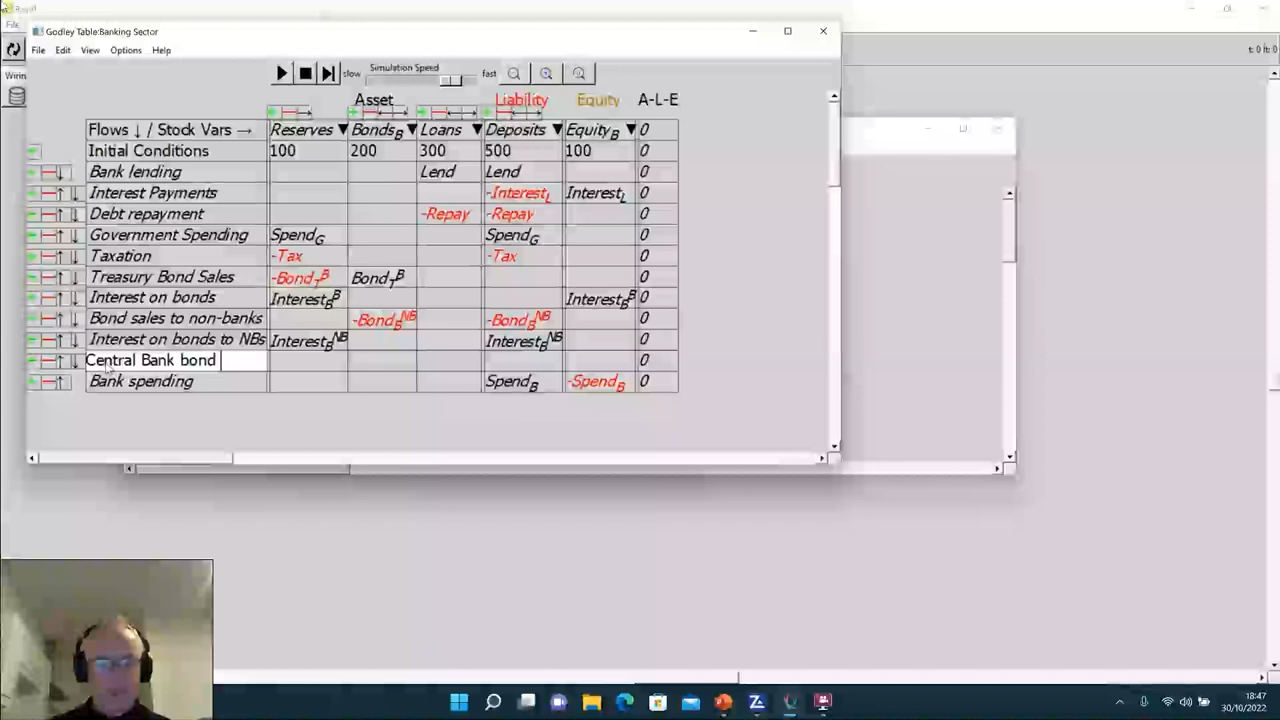 File
Godley Table:Banking Sector
File Edit View Options Help
t: 0 Δt: 0
slow Simulation Speed fast
Wirin
Asset Liability Equity A-L-E
Flows ↓ / Stock Vars → Reserves ▼ Bonds_B ▼ Loans ▼ Deposits ▼ Equity_B ▼ 0
Initial Conditions 100 200 300 500 100 0
Bank lending Lend Lend 0
Interest Payments -Interest_L Interest_L 0
Debt repayment -Repay -Repay 0
Government Spending Spend_G Spend_G 0
Taxation -Tax -Tax 0
Treasury Bond Sales -Bond_T^B Bond_T^B 0
Interest on bonds Interest_B^B Interest_B^B 0
Bond sales to non-banks -Bond_B^NB -Bond_B^NB 0
Interest on bonds to NBs Interest_B^NB Interest_B^NB 0
Central Bank bond 0
Bank spending Spend_B -Spend_B 0
18:47
30/10/2022